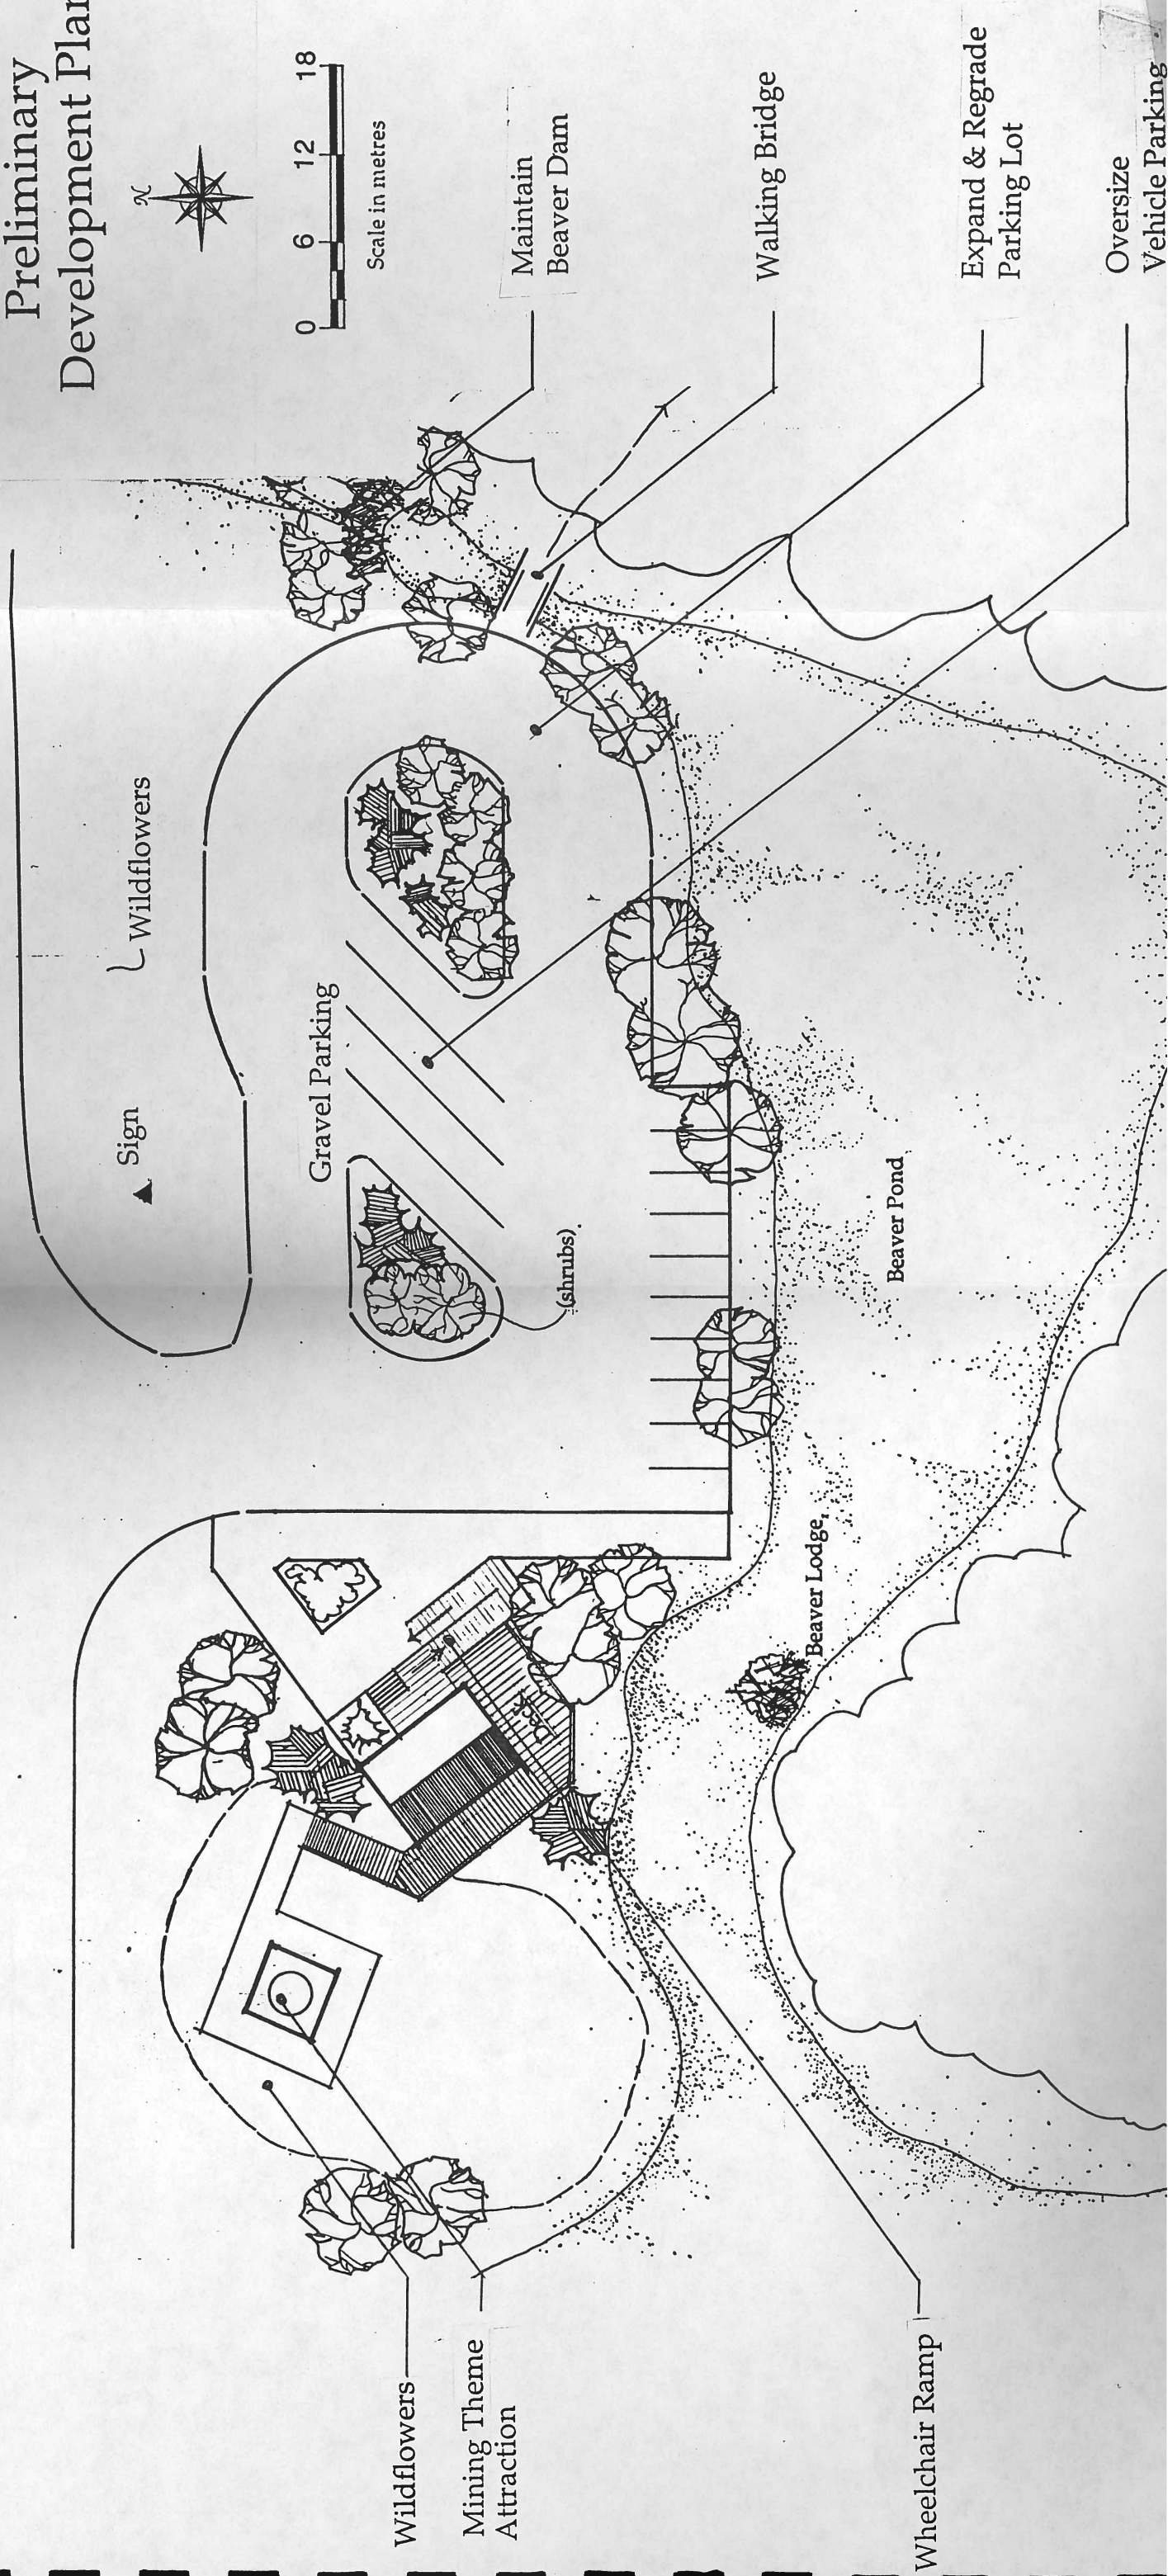 Preliminary
Development Plan
N
0 6 12 18
Scale in metres
Maintain
Beaver Dam
Walking Bridge
Expand & Regrade
Parking Lot
Oversize
Vehicle Parking
Wildflowers
Sign
Gravel Parking
(shrubs)
Beaver Pond
Beaver Lodge
Deck
Wildflowers
Mining Theme
Attraction
Wheelchair Ramp